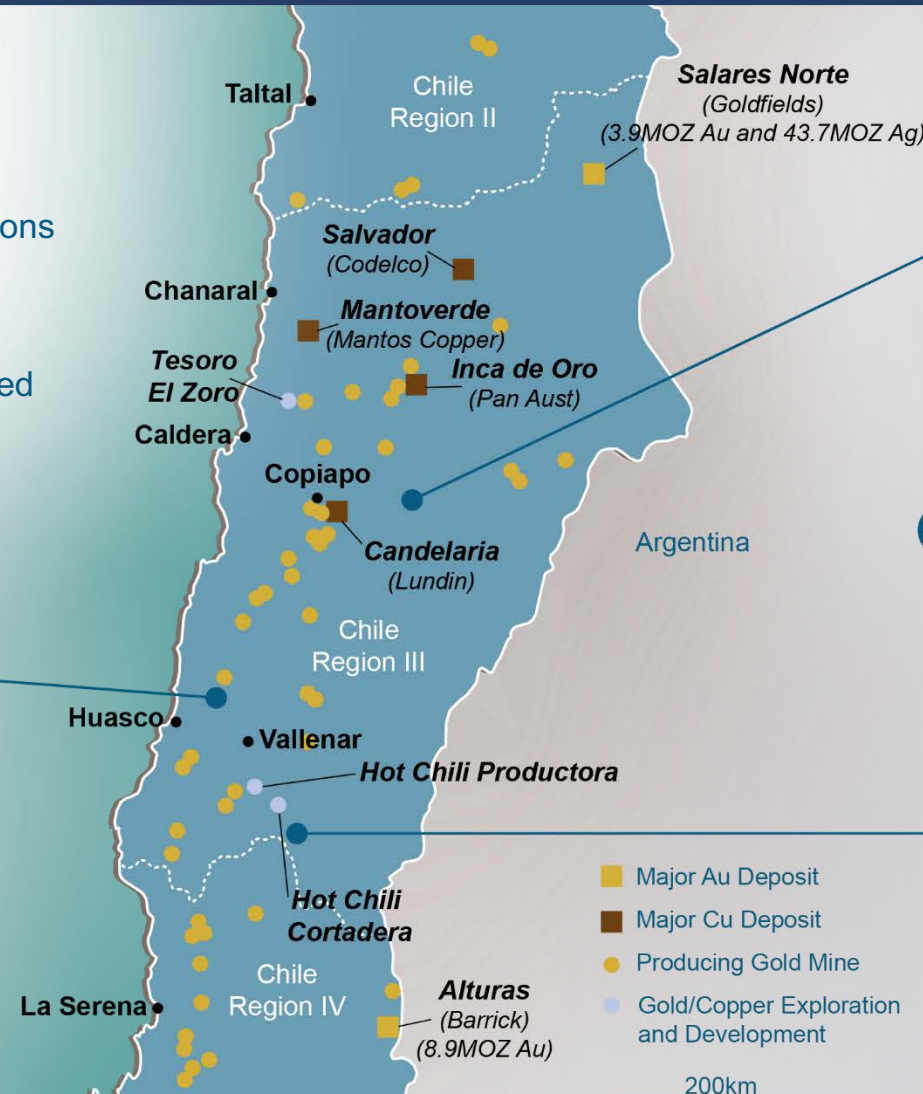 Taltal
Chile
Region II
Salares Norte
(Goldfields)
(3.9MOZ Au and 43.7MOZ Ag)
ons
Salvador
(Codelco)
Chanaral
Mantoverde
(Mantos Copper)
Tesoro
El Zoro
ed
Inca de Oro
(Pan Aust)
Caldera
Copiapo
Candelaria
(Lundin)
Argentina
Chile
Region III
Huasco
Vallenar
Hot Chili Productora
Hot Chili
Cortadera
Major Au Deposit
Major Cu Deposit
Producing Gold Mine
Gold/Copper Exploration
and Development
Chile
Region IV
La Serena
Alturas
(Barrick)
(8.9MOZ Au)
200km